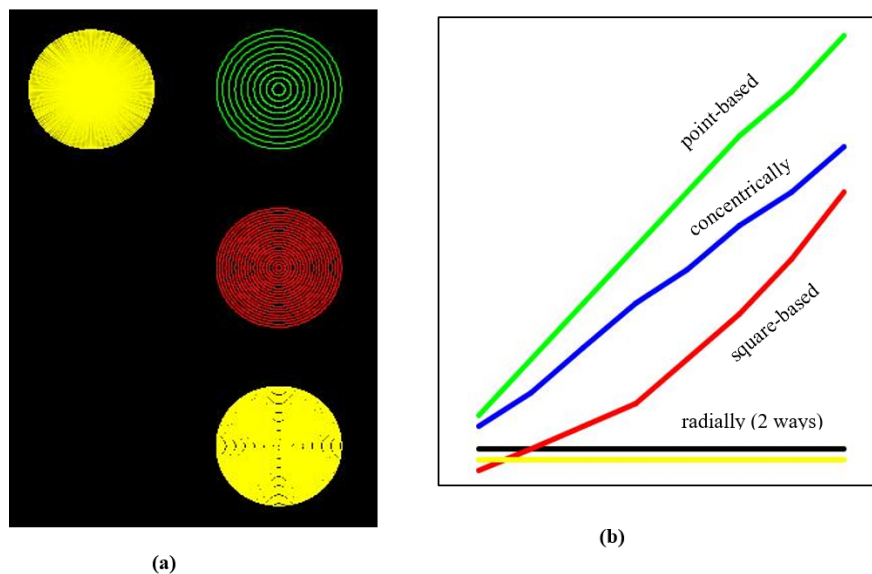 point-based
concentrically
square-based
radially (2 ways)
(a)
(b)